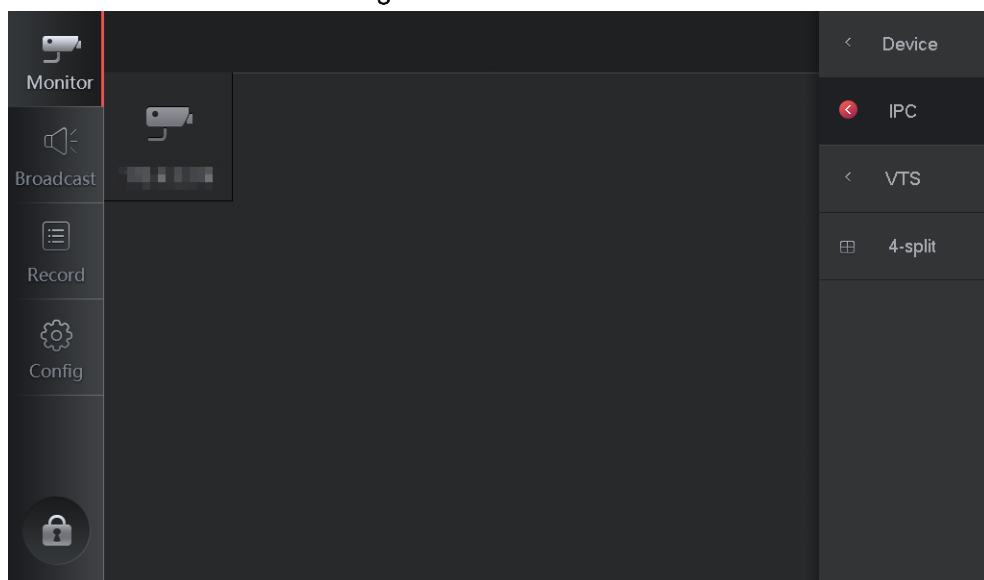 Monitor
Broadcast
Record
Config
Device
IPC
VTS
4-split